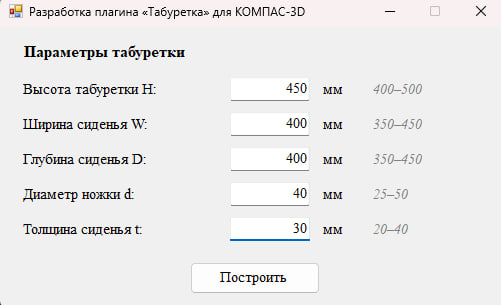 Разработка плагина «Табуретка» для КОМПАС-3D
Параметры табуретки
Высота табуретки H: 450 мм 400–500
Ширина сиденья W: 400 мм 350–450
Глубина сиденья D: 400 мм 350–450
Диаметр ножки d: 40 мм 25–50
Толщина сиденья t: 30 мм 20–40
Построить